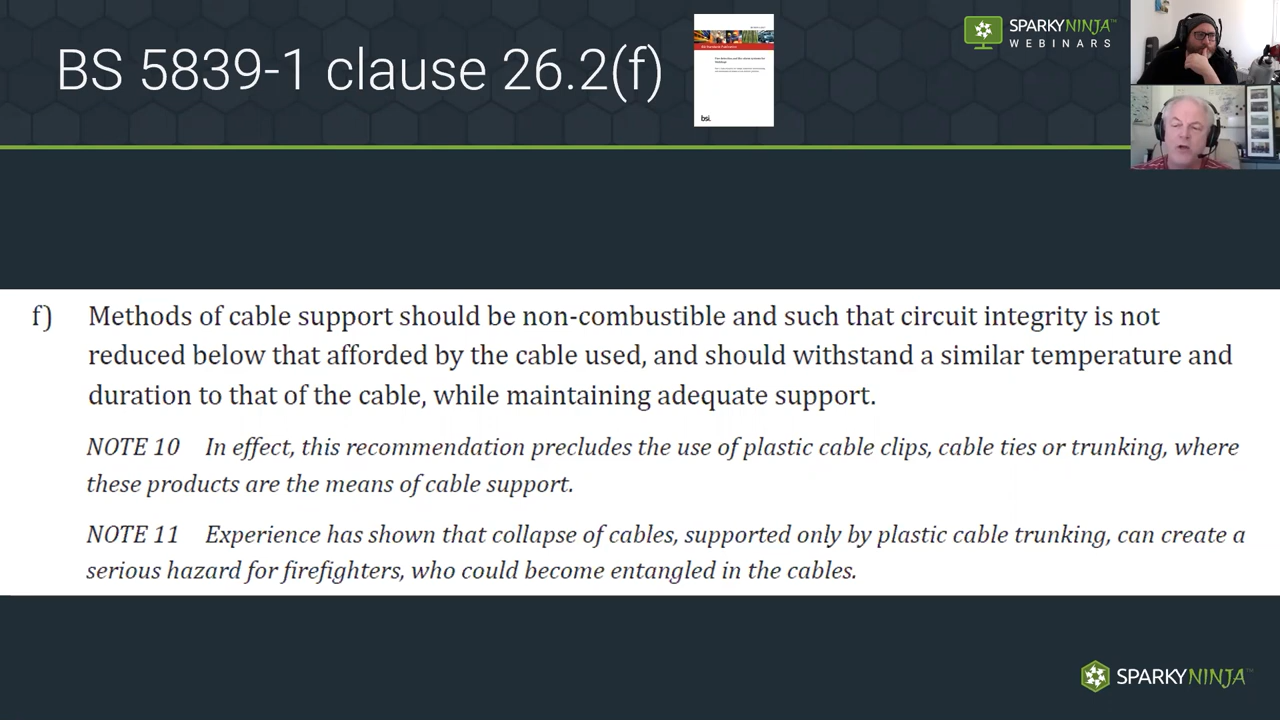 BS 5839-1 clause 26.2(f)
bsi.
SPARKYNINJA™
WEBINARS
f) Methods of cable support should be non-combustible and such that circuit integrity is not
reduced below that afforded by the cable used, and should withstand a similar temperature and
duration to that of the cable, while maintaining adequate support.
NOTE 10 In effect, this recommendation precludes the use of plastic cable clips, cable ties or trunking, where
these products are the means of cable support.
NOTE 11 Experience has shown that collapse of cables, supported only by plastic cable trunking, can create a
serious hazard for firefighters, who could become entangled in the cables.
SPARKYNINJA™